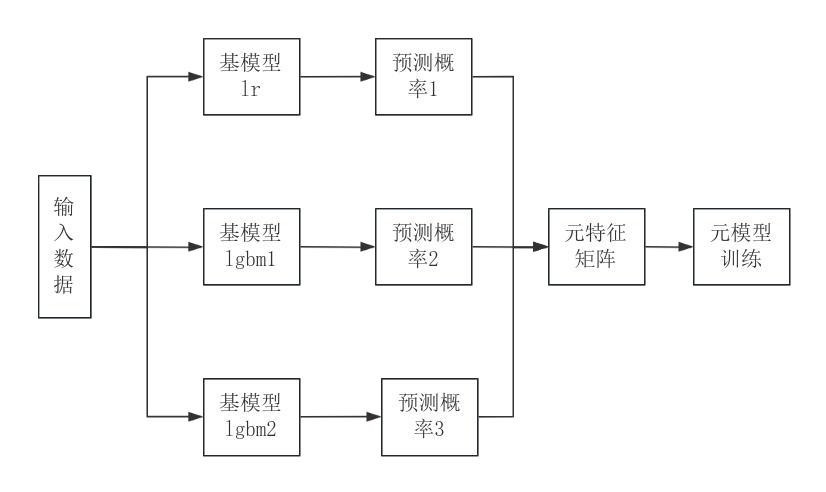 基模型
lr
预测概
率1
输
入
数
据
基模型
lgbm1
预测概
率2
元特征
矩阵
元模型
训练
基模型
lgbm2
预测概
率3